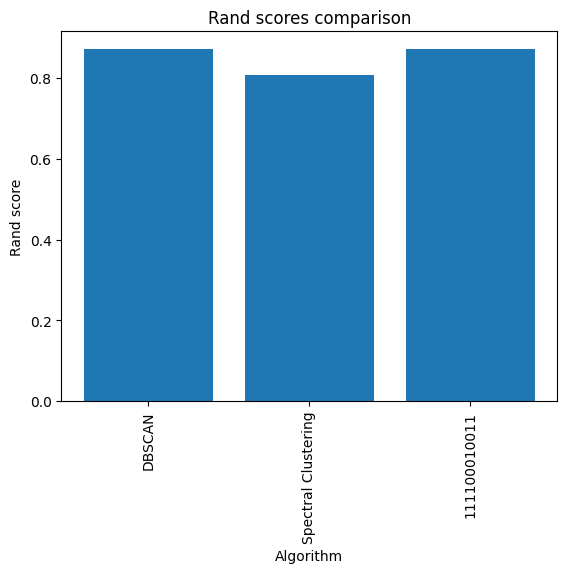 Rand scores comparison
Rand score
0.8
0.6
0.4
0.2
0.0
DBSCAN
Spectral Clustering
111100010011
Algorithm